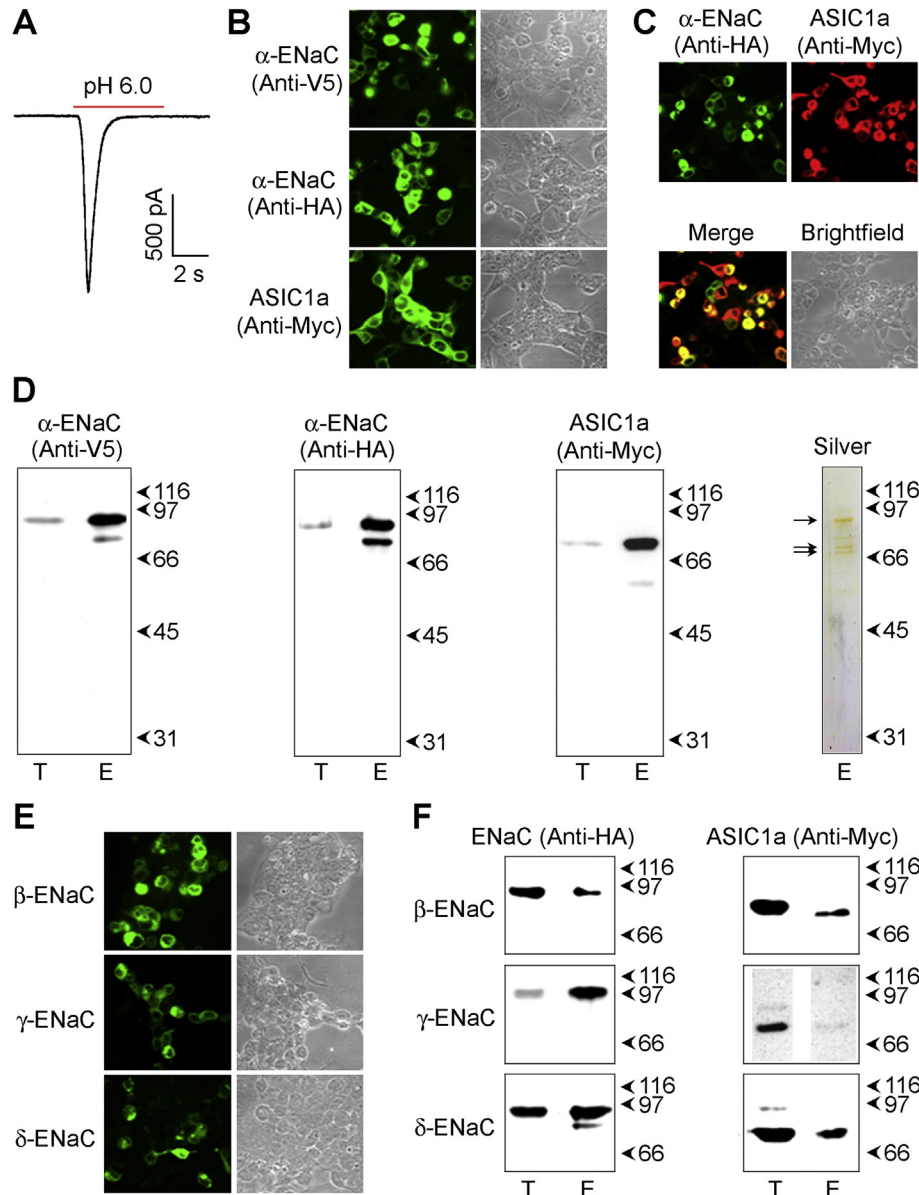 A
pH 6.0
500 pA
2 s
B
α-ENaC
(Anti-V5)
α-ENaC
(Anti-HA)
ASIC1a
(Anti-Myc)
C
α-ENaC
(Anti-HA)
ASIC1a
(Anti-Myc)
Merge
Brightfield
D
α-ENaC
(Anti-V5)
116
97
66
45
31
T E
α-ENaC
(Anti-HA)
116
97
66
45
31
T E
ASIC1a
(Anti-Myc)
116
97
66
45
31
T E
Silver
116
97
66
45
31
E
E
β-ENaC
γ-ENaC
δ-ENaC
F
ENaC (Anti-HA)
ASIC1a (Anti-Myc)
β-ENaC
116
97
66
116
97
66
γ-ENaC
116
97
66
116
97
66
δ-ENaC
116
97
66
116
97
66
T E
T E